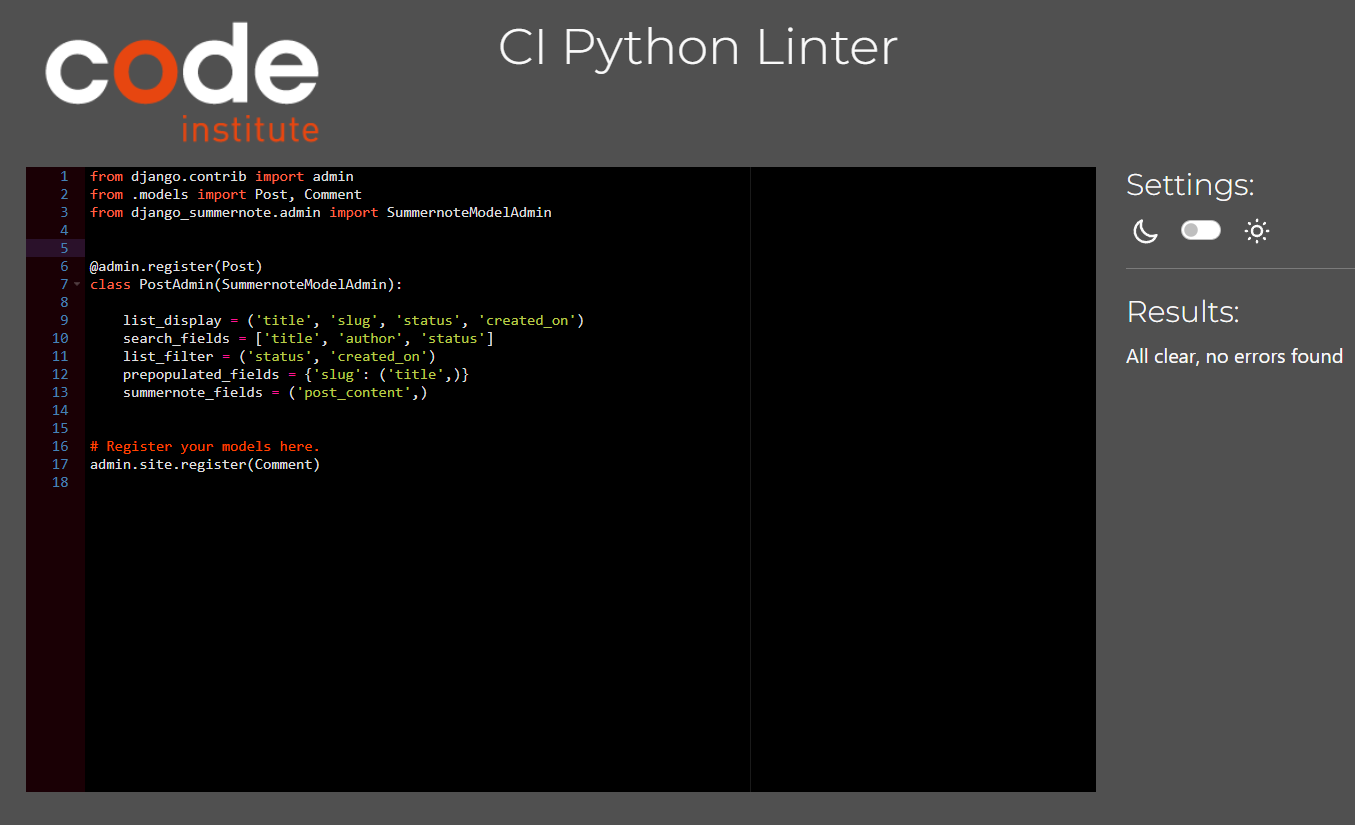 code
institute
CI Python Linter
1 from django.contrib import admin
2 from .models import Post, Comment
3 from django_summernote.admin import SummernoteModelAdmin
4
5
6 @admin.register(Post)
7 class PostAdmin(SummernoteModelAdmin):
8
9     list_display = ('title', 'slug', 'status', 'created_on')
10     search_fields = ['title', 'author', 'status']
11     list_filter = ('status', 'created_on')
12     prepopulated_fields = {'slug': ('title',)}
13     summernote_fields = ('post_content',)
14
15
16 # Register your models here.
17 admin.site.register(Comment)
18
Settings:
Results:
All clear, no errors found